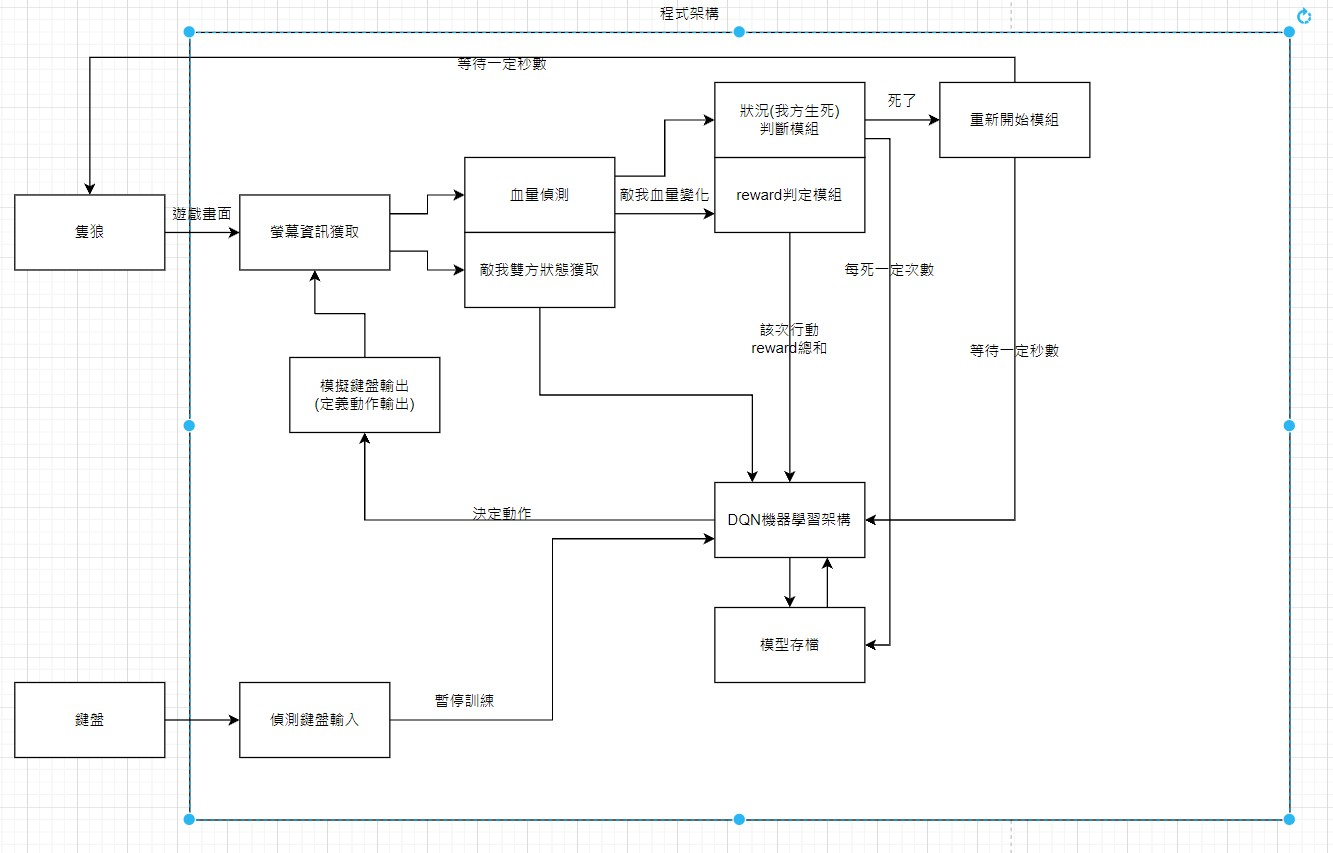 程式架構
等待一定秒數
狀況(我方生死)
判斷模組
死了
重新開始模組
血量偵測
敵我血量變化
reward判定模組
隻狼
遊戲畫面
螢幕資訊獲取
敵我雙方狀態獲取
每死一定次數
該次行動
reward總和
等待一定秒數
模擬鍵盤輸出
(定義動作輸出)
決定動作
DQN機器學習架構
模型存檔
暫停訓練
鍵盤
偵測鍵盤輸入